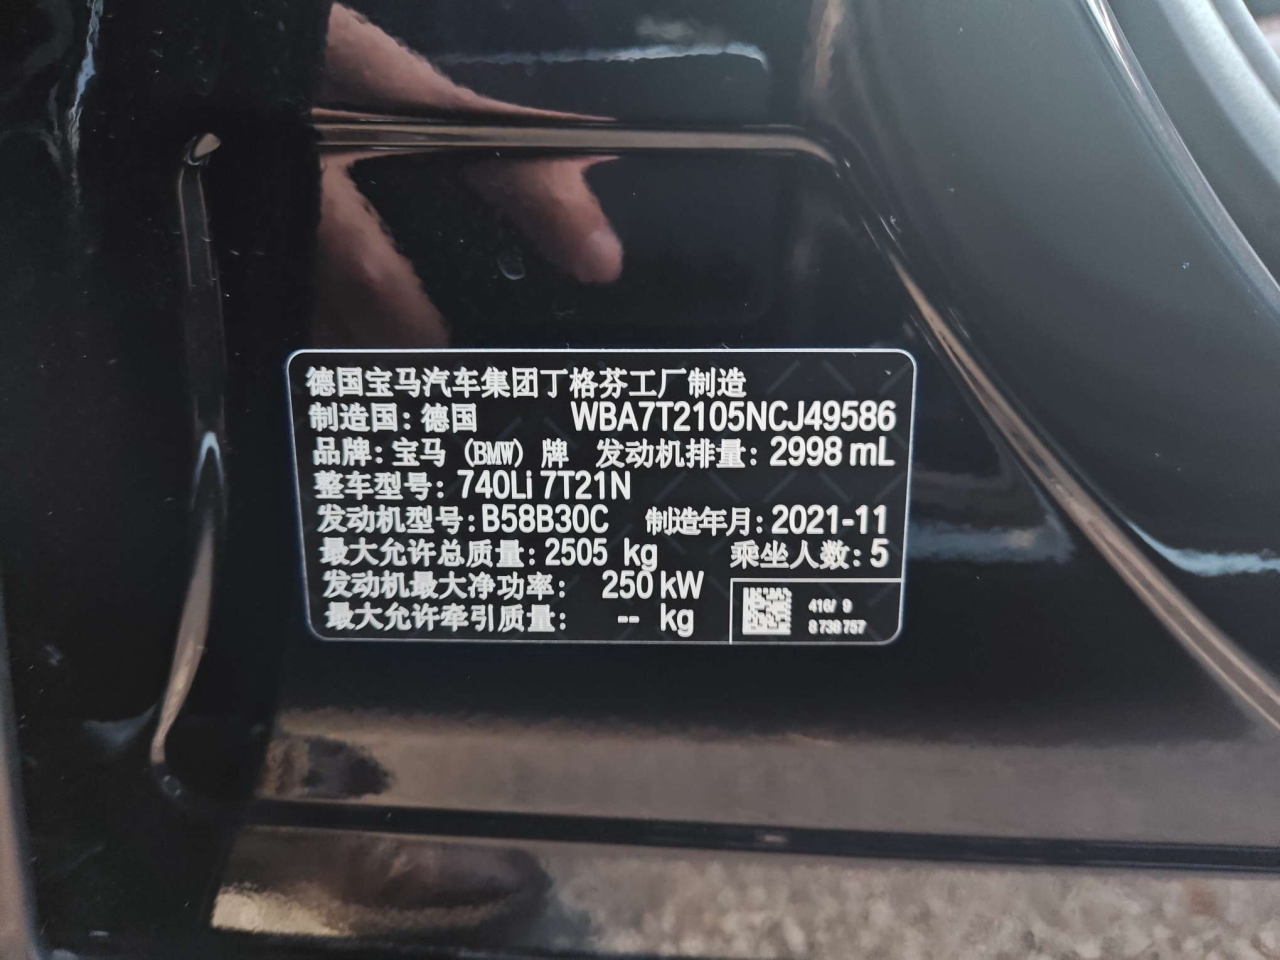 德国宝马汽车集团丁格芬工厂制造
制造国: 德国 WBA7T2105NCJ49586
品牌: 宝马 (BMW) 牌 发动机排量: 2998 mL
整车型号: 740Li 7T21N
发动机型号: B58B30C 制造年月: 2021-11
最大允许总质量: 2505 kg 乘坐人数: 5
发动机最大净功率: 250 kW
最大允许牵引质量: -- kg
416/ 9
8 738 757